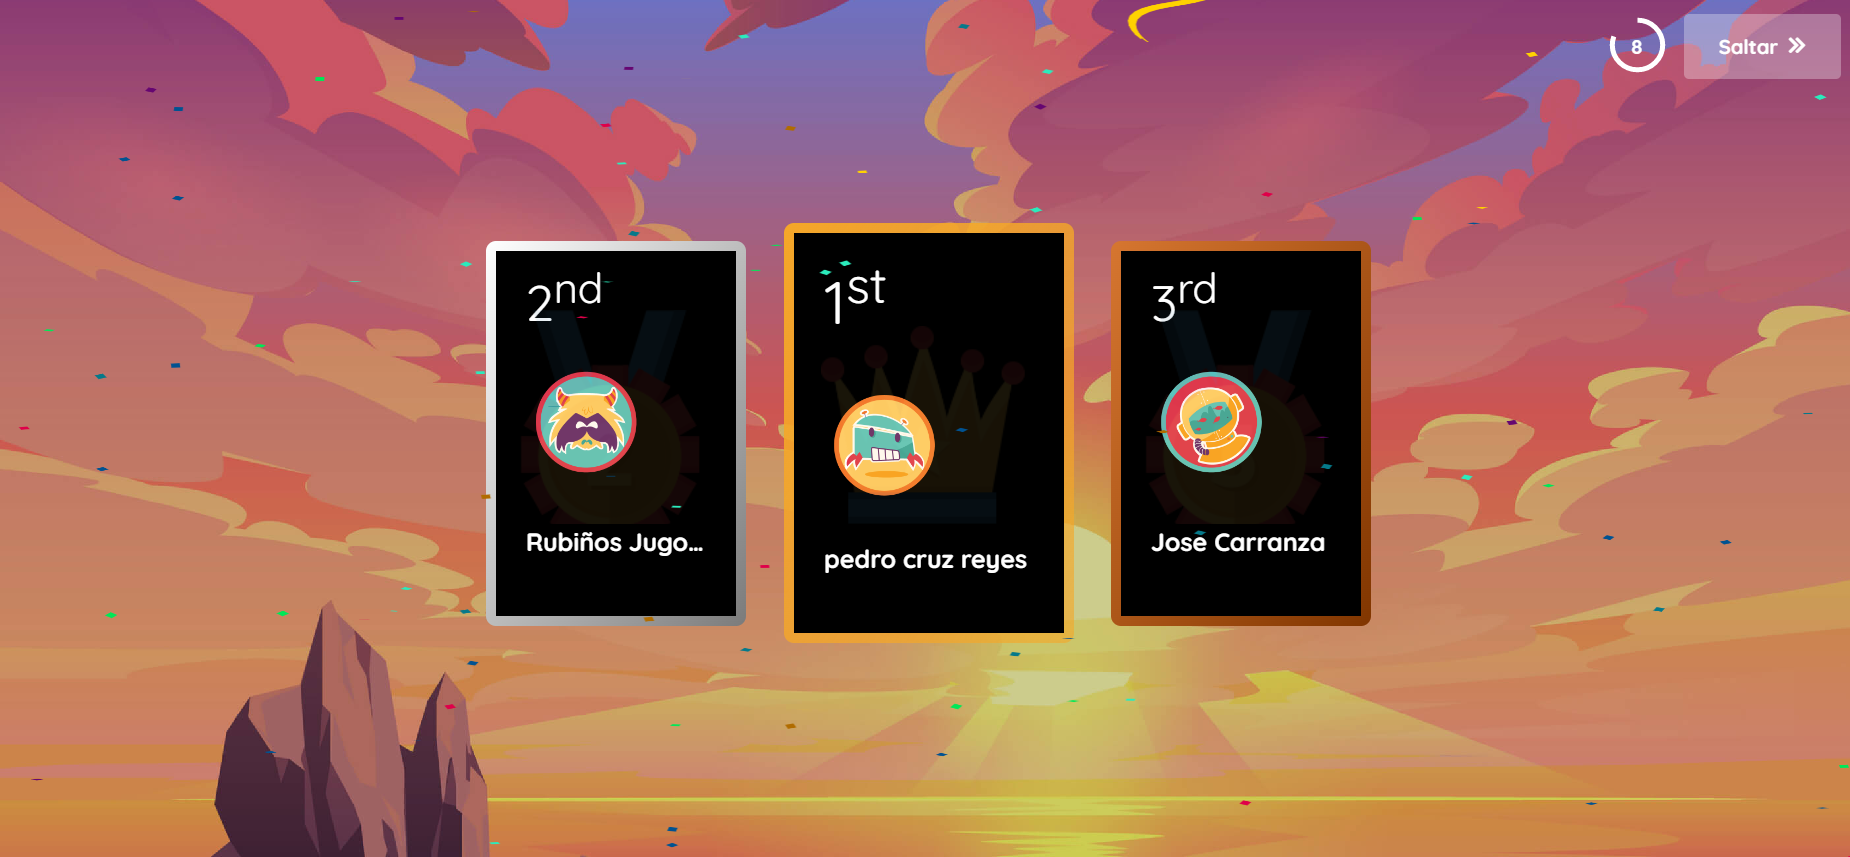 8
Saltar
2nd
Rubiños Jugo...
1st
pedro cruz reyes
3rd
Jose Carranza